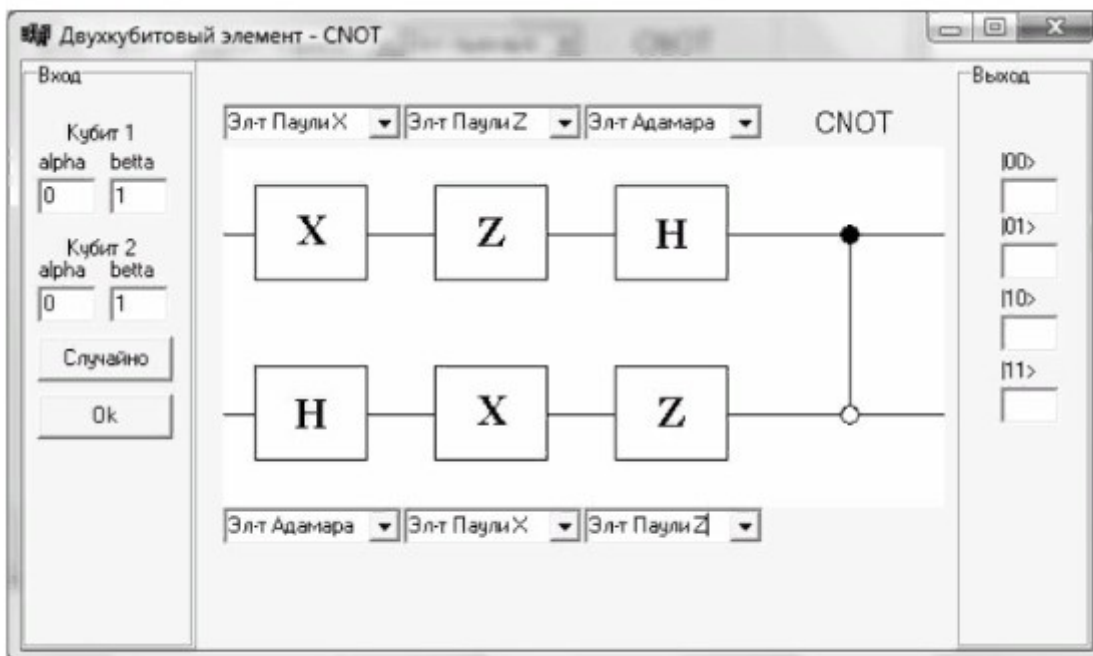 Двухкубитовый элемент - CNOT
CNOT
Вход
Выход
Эл-т Паули X Эл-т Паули Z Эл-т Адамара CNOT
Кубит 1
alpha betta
0 1
Кубит 2
alpha betta
0 1
Случайно
Ok
X Z H
H X Z
Эл-т Адамара Эл-т Паули X Эл-т Паули Z
|00>
|01>
|10>
|11>